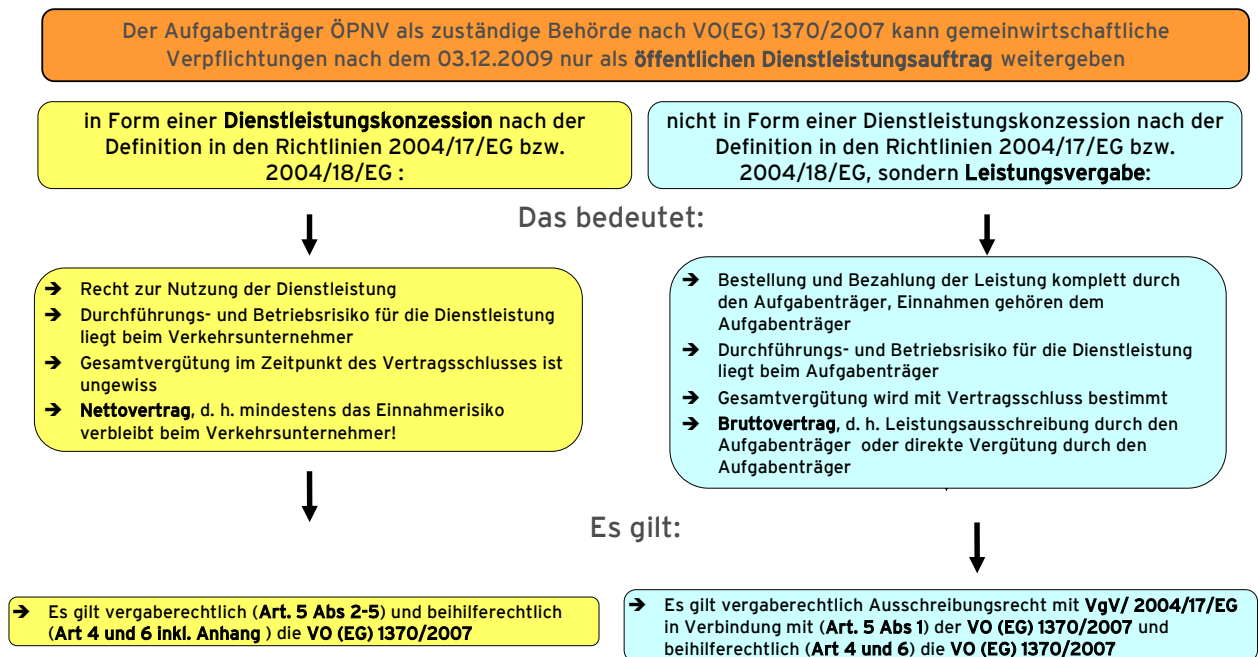 Der Aufgabenträger ÖPNV als zuständige Behörde nach VO(EG) 1370/2007 kann gemeinwirtschaftliche
Verpflichtungen nach dem 03.12.2009 nur als öffentlichen Dienstleistungsauftrag weitergeben
in Form einer Dienstleistungskonzession nach der
Definition in den Richtlinien 2004/17/EG bzw.
2004/18/EG :
nicht in Form einer Dienstleistungskonzession nach der
Definition in den Richtlinien 2004/17/EG bzw.
2004/18/EG, sondern Leistungsvergabe:
Das bedeutet:
➔ Recht zur Nutzung der Dienstleistung
➔ Durchführungs- und Betriebsrisiko für die Dienstleistung
liegt beim Verkehrsunternehmer
➔ Gesamtvergütung im Zeitpunkt des Vertragsschlusses ist
ungewiss
➔ Nettovertrag, d. h. mindestens das Einnahmerisiko
verbleibt beim Verkehrsunternehmer!
➔ Bestellung und Bezahlung der Leistung komplett durch
den Aufgabenträger, Einnahmen gehören dem
Aufgabenträger
➔ Durchführungs- und Betriebsrisiko für die Dienstleistung
liegt beim Aufgabenträger
➔ Gesamtvergütung wird mit Vertragsschluss bestimmt
➔ Bruttovertrag, d. h. Leistungsausschreibung durch den
Aufgabenträger oder direkte Vergütung durch den
Aufgabenträger
Es gilt:
➔ Es gilt vergaberechtlich (Art. 5 Abs 2-5) und beihilferechtlich
(Art 4 und 6 inkl. Anhang ) die VO (EG) 1370/2007
➔ Es gilt vergaberechtlich Ausschreibungsrecht mit VgV/ 2004/17/EG
in Verbindung mit (Art. 5 Abs 1) der VO (EG) 1370/2007 und
beihilferechtlich (Art 4 und 6) die VO (EG) 1370/2007